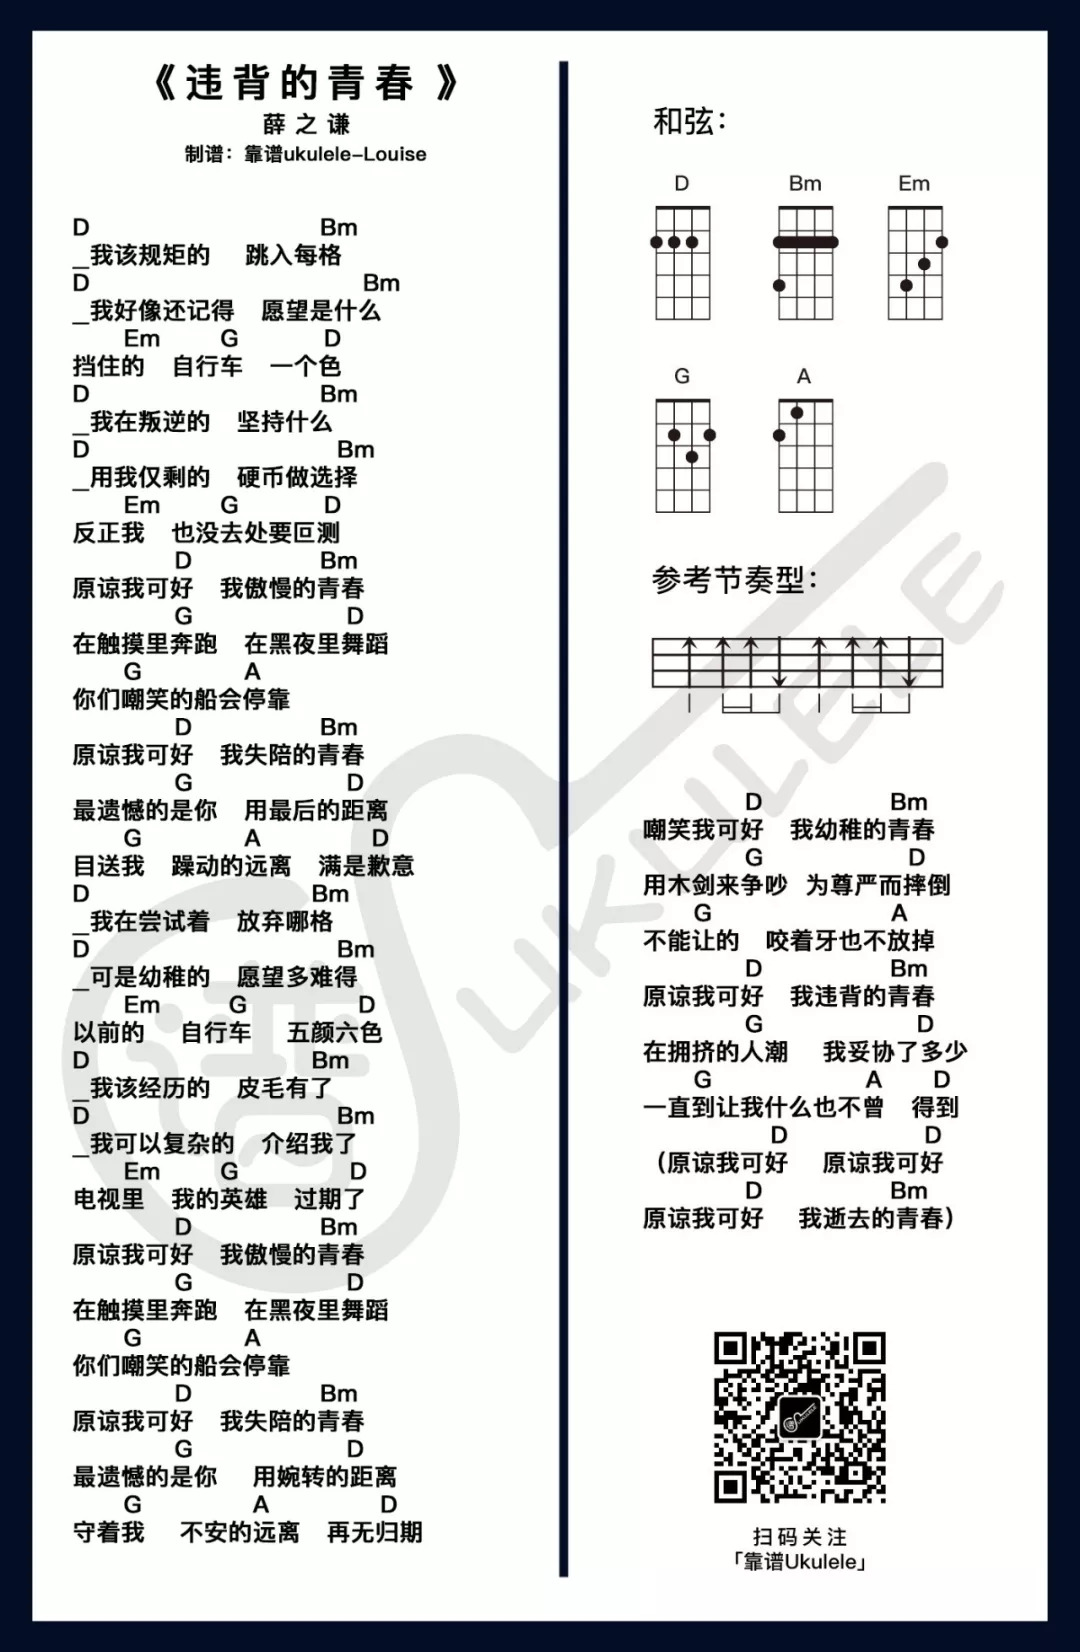 《违背的青春》
薛之谦
制谱：靠谱ukulele-Louise
D Bm
_我该规矩的 跳入每格
D Bm
_我好像还记得 愿望是什么
Em G D
挡住的 自行车 一个色
D Bm
_我在叛逆的 坚持什么
D Bm
_用我仅剩的 硬币做选择
Em G D
反正我 也没去处要叵测
D Bm
原谅我可好 我傲慢的青春
G D
在触摸里奔跑 在黑夜里舞蹈
G A
你们嘲笑的船会停靠
D Bm
原谅我可好 我失陪的青春
G D
最遗憾的是你 用最后的距离
G A D
目送我 躁动的远离 满是歉意
D Bm
_我在尝试着 放弃哪格
D Bm
_可是幼稚的 愿望多难得
Em G D
以前的 自行车 五颜六色
D Bm
_我该经历的 皮毛有了
D Bm
_我可以复杂的 介绍我了
Em G D
电视里 我的英雄 过期了
D Bm
原谅我可好 我傲慢的青春
G D
在触摸里奔跑 在黑夜里舞蹈
G A
你们嘲笑的船会停靠
D Bm
原谅我可好 我失陪的青春
G D
最遗憾的是你 用婉转的距离
G A D
守着我 不安的远离 再无归期
和弦：
D Bm Em
G A
参考节奏型：
D Bm
嘲笑我可好 我幼稚的青春
G D
用木剑来争吵 为尊严而摔倒
G A
不能让的 咬着牙也不放掉
D Bm
原谅我可好 我违背的青春
G D
在拥挤的人潮 我妥协了多少
G A D
一直到让我什么也不曾 得到
D D
（原谅我可好 原谅我可好
D Bm
原谅我可好 我逝去的青春）
扫码关注
「靠谱Ukulele」
谱 UKULELE